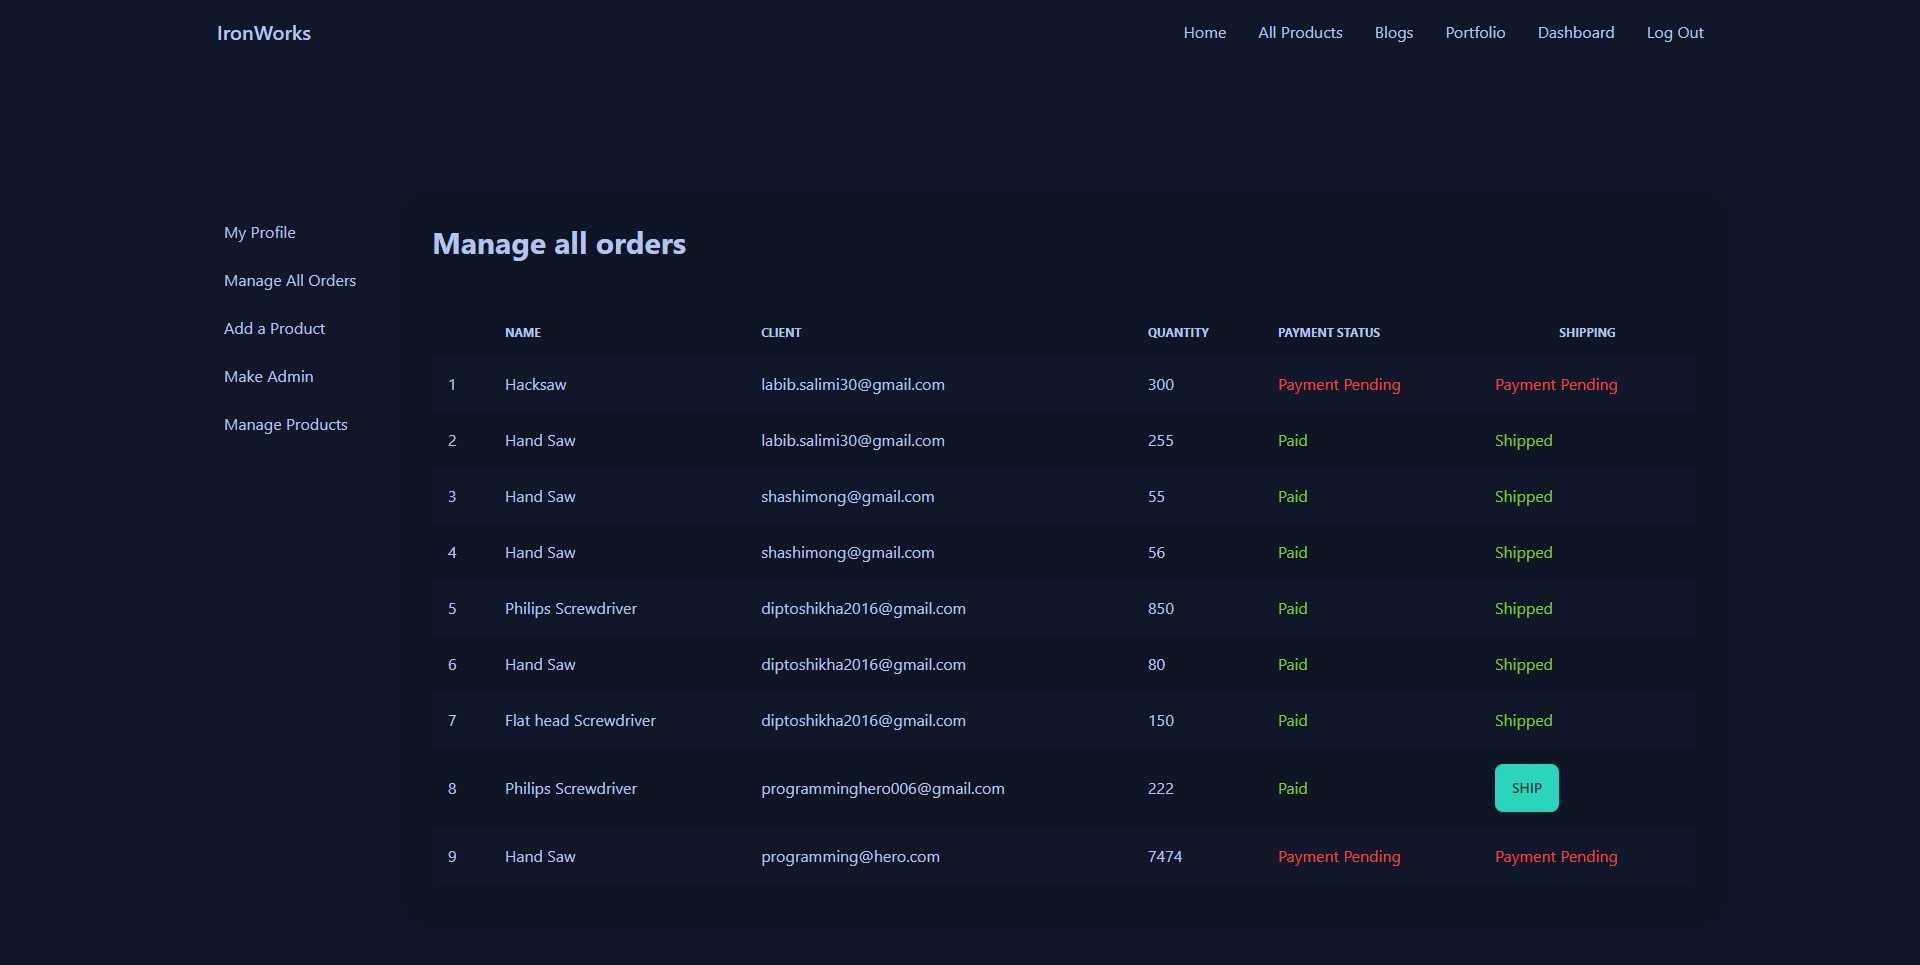 IronWorks Home All Products Blogs Portfolio Dashboard Log Out
My Profile
Manage All Orders
Add a Product
Make Admin
Manage Products
Manage all orders
NAME CLIENT QUANTITY PAYMENT STATUS SHIPPING
1 Hacksaw labib.salimi30@gmail.com 300 Payment Pending Payment Pending
2 Hand Saw labib.salimi30@gmail.com 255 Paid Shipped
3 Hand Saw shashimong@gmail.com 55 Paid Shipped
4 Hand Saw shashimong@gmail.com 56 Paid Shipped
5 Philips Screwdriver diptoshikha2016@gmail.com 850 Paid Shipped
6 Hand Saw diptoshikha2016@gmail.com 80 Paid Shipped
7 Flat head Screwdriver diptoshikha2016@gmail.com 150 Paid Shipped
8 Philips Screwdriver programminghero006@gmail.com 222 Paid SHIP
9 Hand Saw programming@hero.com 7474 Payment Pending Payment Pending